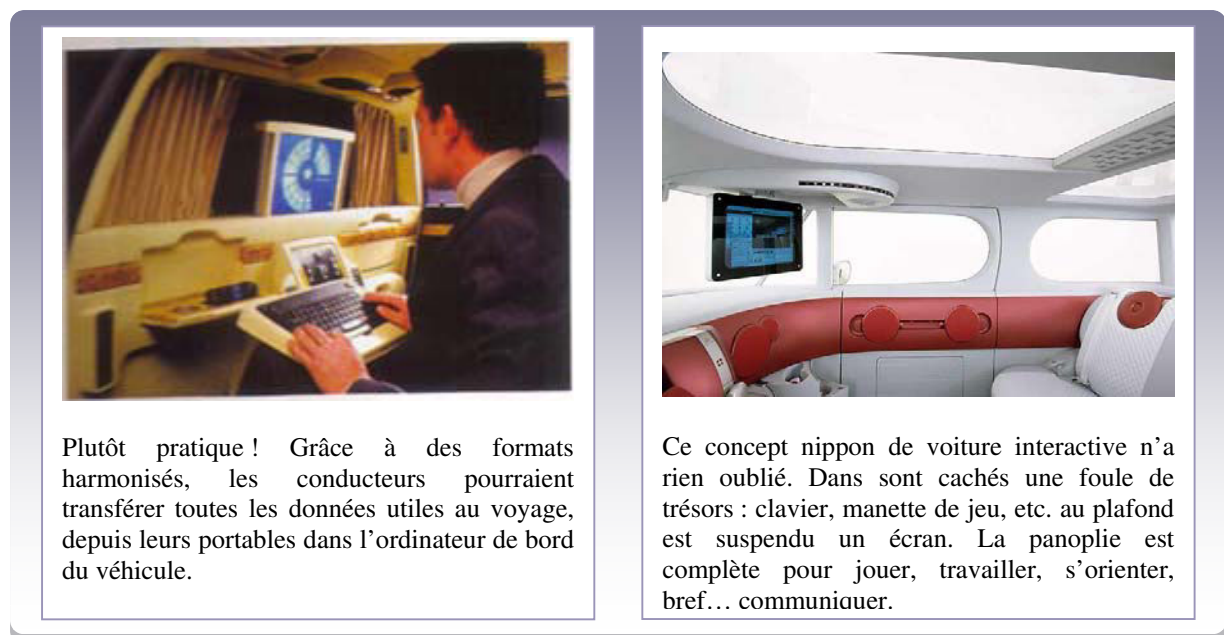 Plutôt pratique ! Grâce à des formats
harmonisés, les conducteurs pourraient
transférer toutes les données utiles au voyage,
depuis leurs portables dans l’ordinateur de bord
du véhicule.
Ce concept nippon de voiture interactive n’a
rien oublié. Dans sont cachés une foule de
trésors : clavier, manette de jeu, etc. au plafond
est suspendu un écran. La panoplie est
complète pour jouer, travailler, s’orienter,
bref… communiquer.